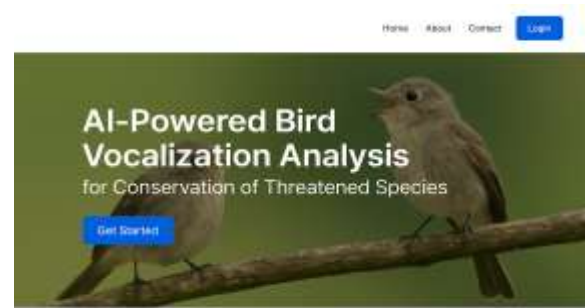 Home About Contact Login
AI-Powered Bird
Vocalization Analysis
for Conservation of Threatened Species
Get Started